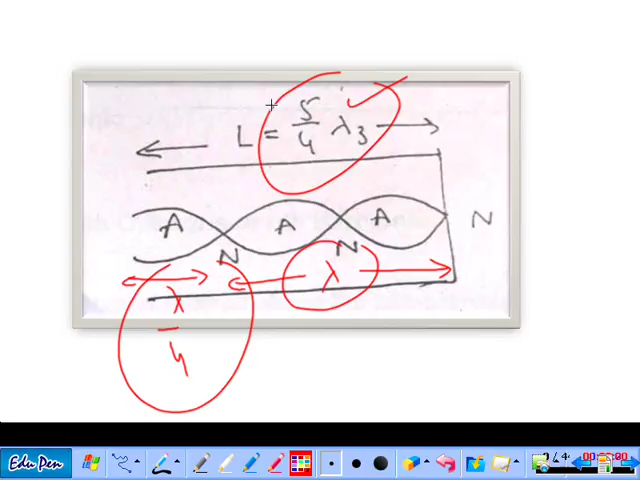 L = 5/4 λ3
A A A N
N N
λ
λ/4
Edu Pen